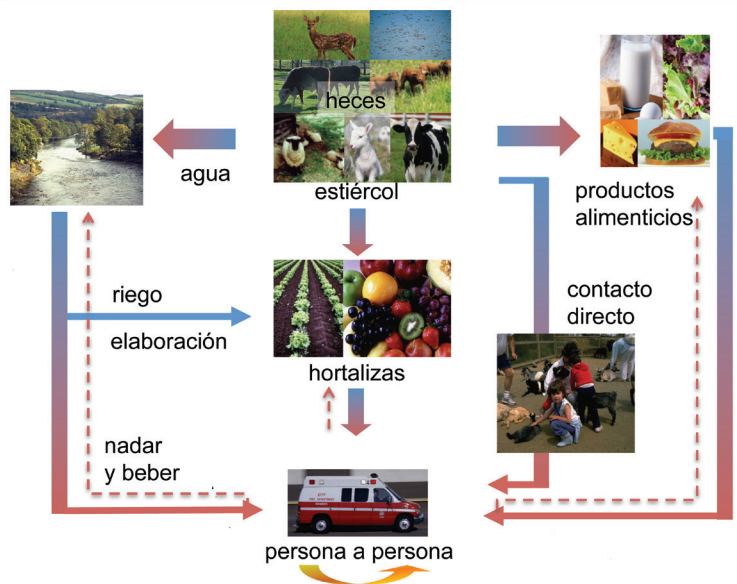 heces
estiércol
agua
productos
alimenticios
riego
elaboración
hortalizas
contacto
directo
nadar
y beber
persona a persona